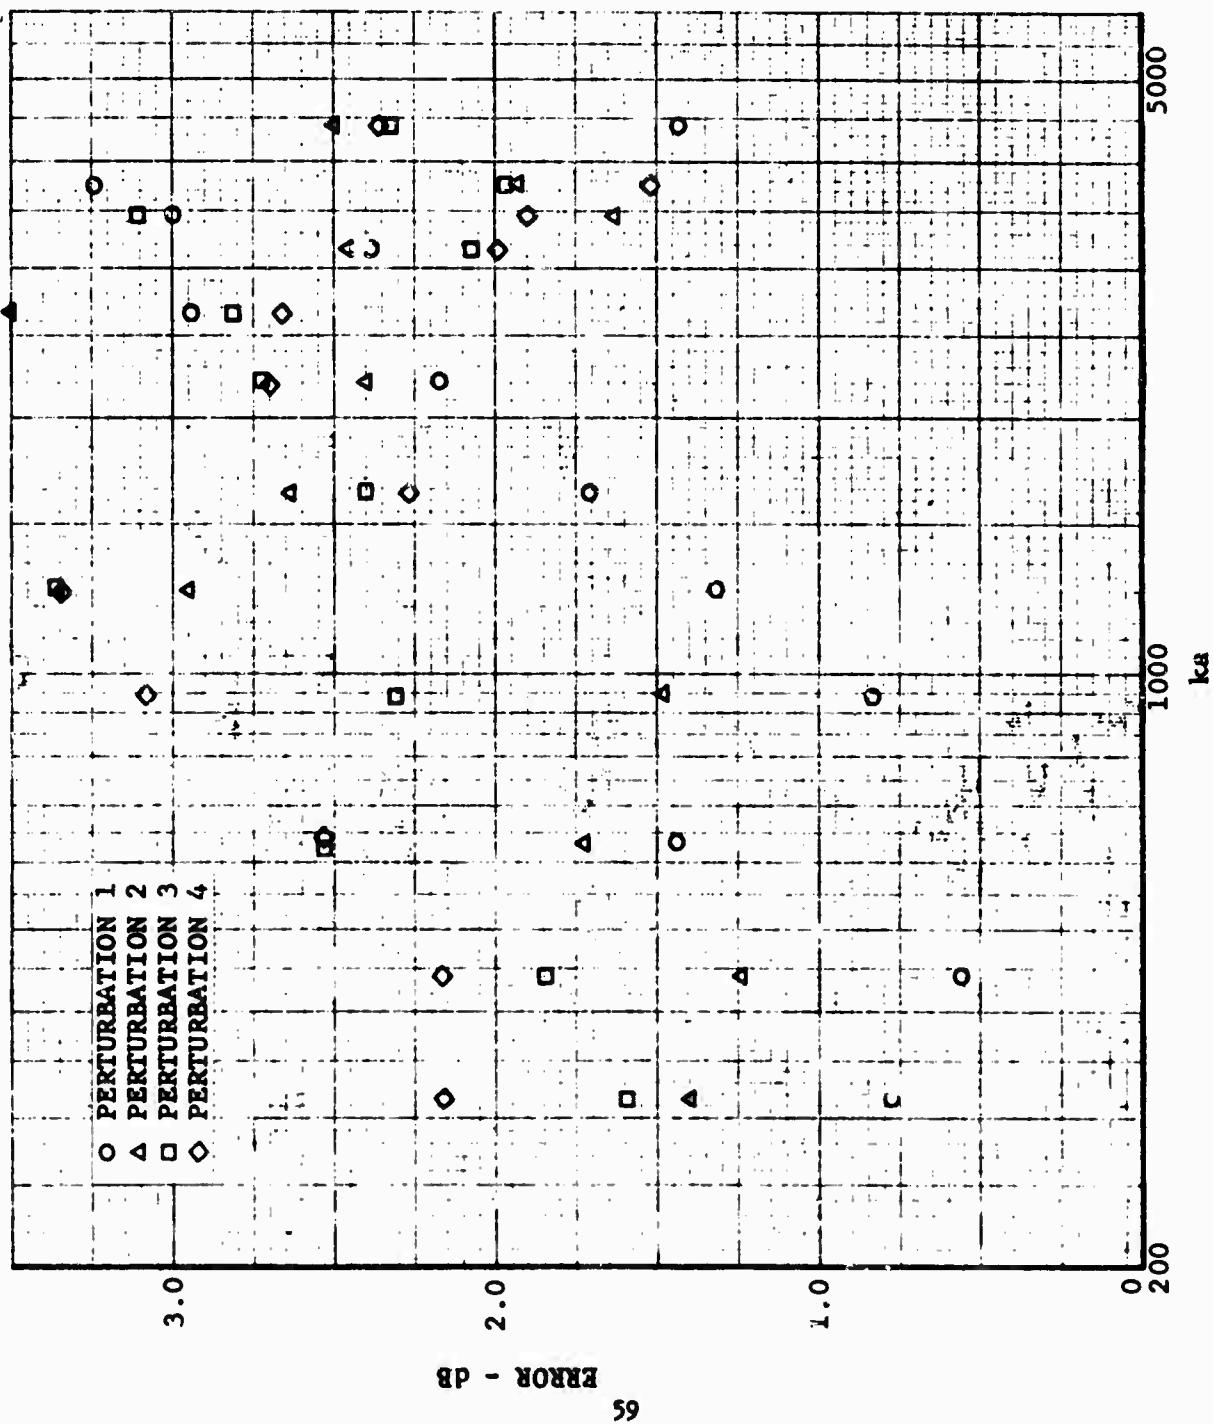 PERTURBATION 1
PERTURBATION 2
PERTURBATION 3
PERTURBATION 4
3.0
2.0
1.0
0
ERROR - dB
200
1000
5000
ka
59